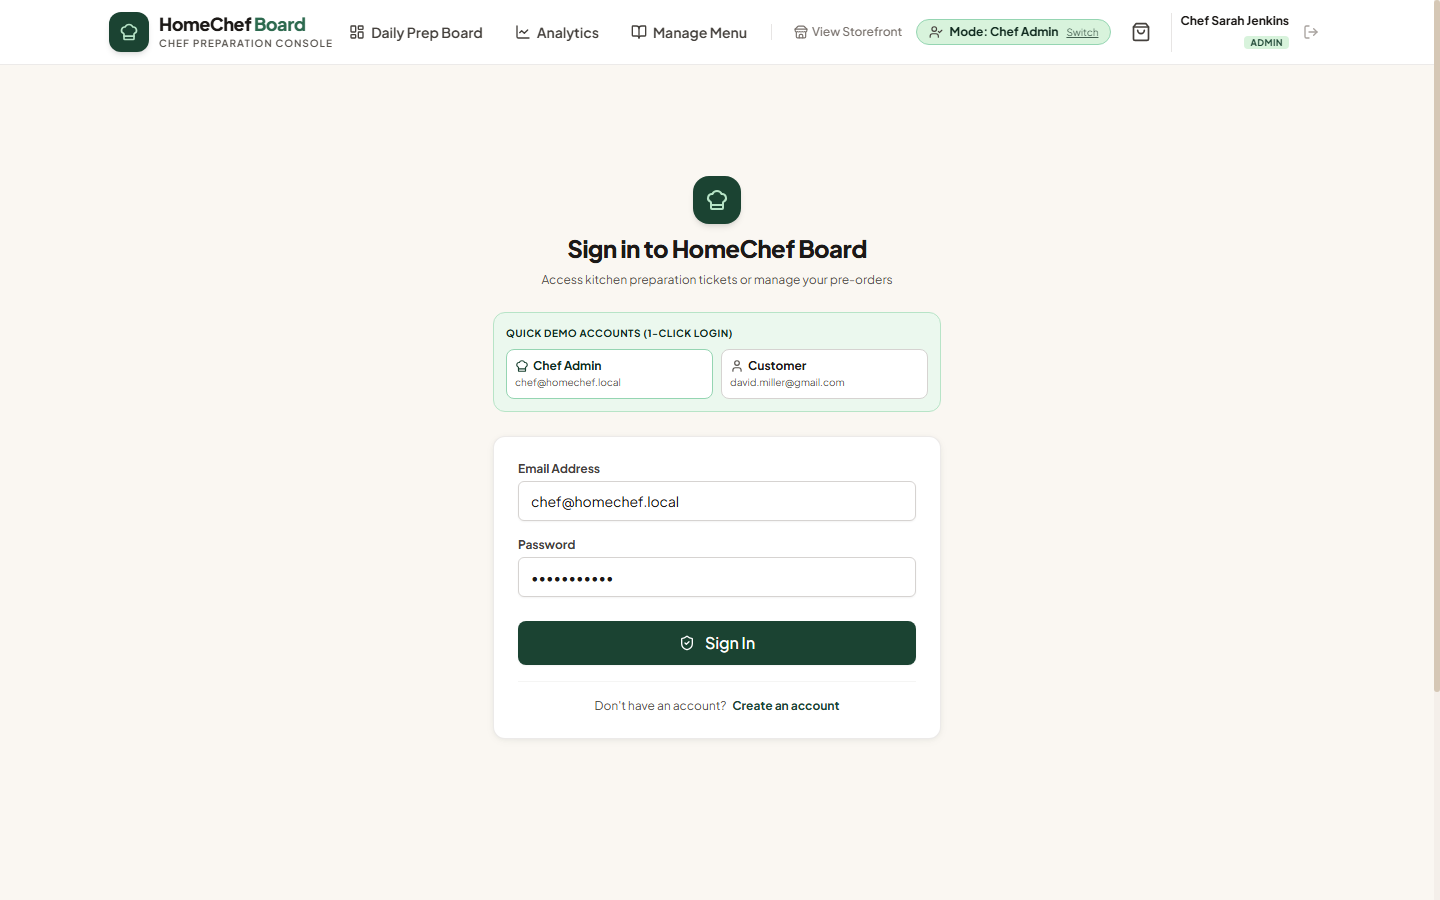 HomeChef Board
CHEF PREPARATION CONSOLE
Daily Prep Board
Analytics
Manage Menu
View Storefront
Mode: Chef Admin Switch
Chef Sarah Jenkins
ADMIN
Sign in to HomeChef Board
Access kitchen preparation tickets or manage your pre-orders
QUICK DEMO ACCOUNTS (1-CLICK LOGIN)
Chef Admin
chef@homechef.local
Customer
david.miller@gmail.com
Email Address
chef@homechef.local
Password
•••••••••••
Sign In
Don't have an account? Create an account